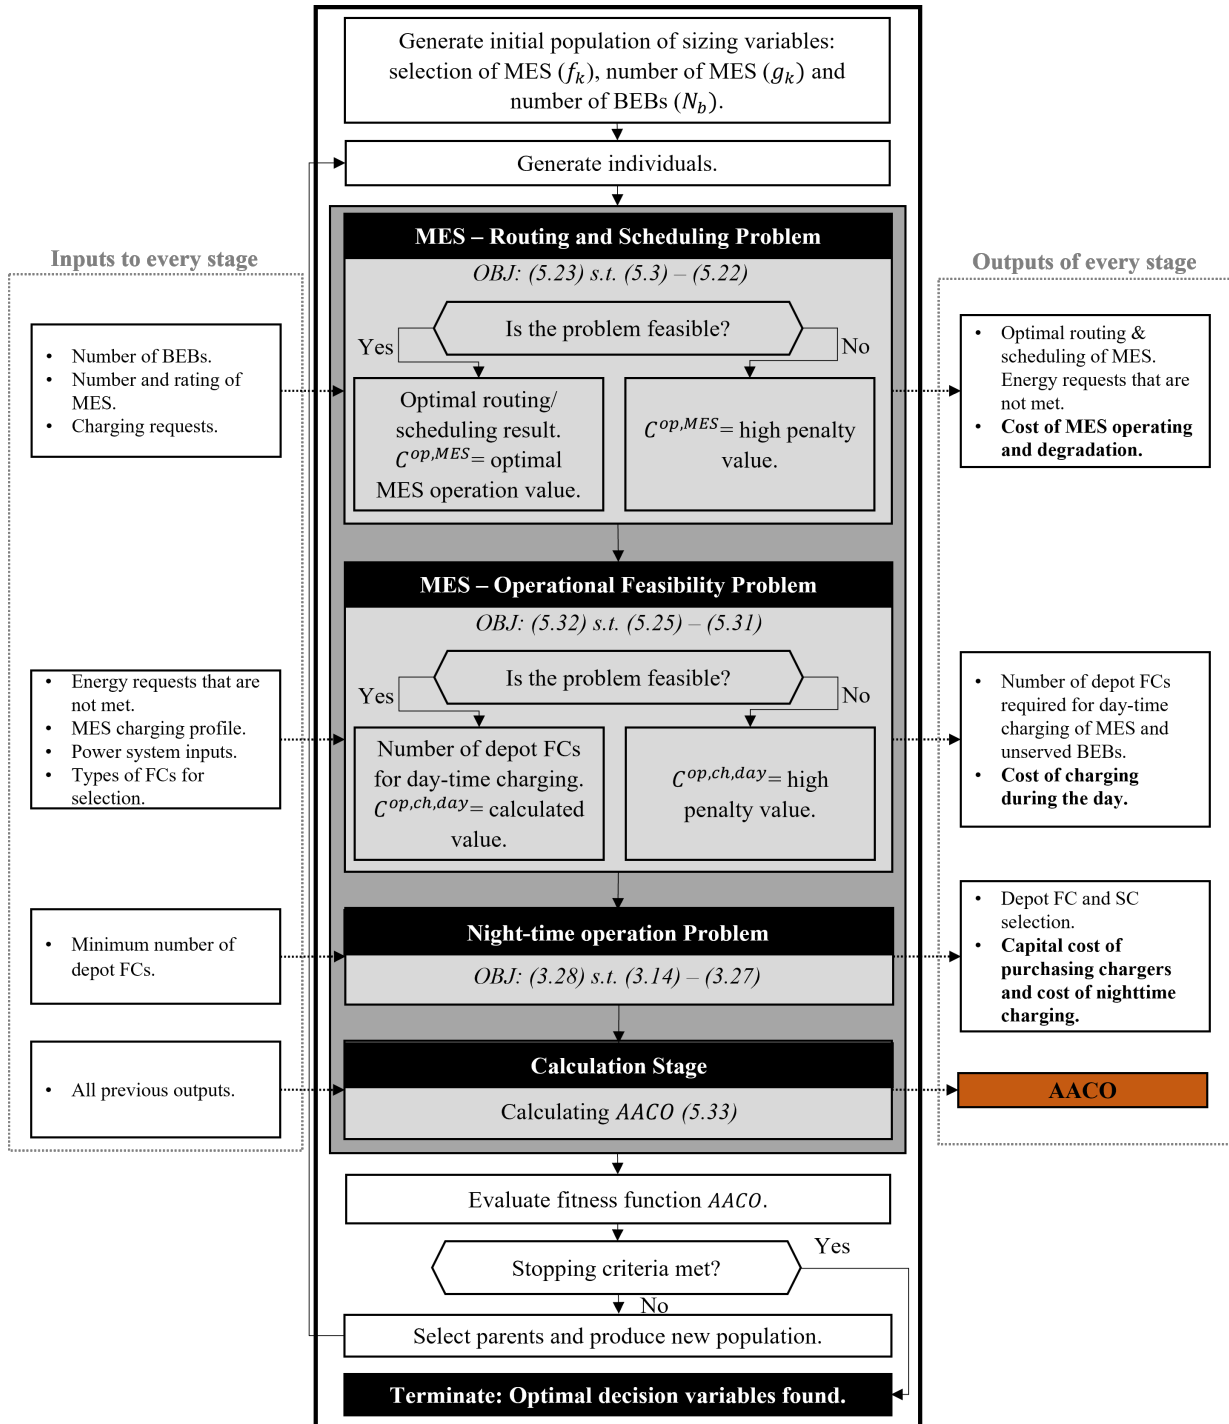 Generate initial population of sizing variables:
selection of MES (f_k), number of MES (g_k) and
number of BEBs (N_b).
Generate individuals.
Inputs to every stage
• Number of BEBs.
• Number and rating of
MES.
• Charging requests.
• Energy requests that are
not met.
• MES charging profile.
• Power system inputs.
• Types of FCs for
selection.
• Minimum number of
depot FCs.
• All previous outputs.
MES – Routing and Scheduling Problem
OBJ: (5.23) s.t. (5.3) – (5.22)
Is the problem feasible?
Yes
No
Optimal routing/
scheduling result.
C^{op,MES}= optimal
MES operation value.
C^{op,MES}= high penalty
value.
MES – Operational Feasibility Problem
OBJ: (5.32) s.t. (5.25) – (5.31)
Is the problem feasible?
Yes
No
Number of depot FCs
for day-time charging.
C^{op,ch,day}= calculated
value.
C^{op,ch,day}= high
penalty value.
Night-time operation Problem
OBJ: (3.28) s.t. (3.14) – (3.27)
Calculation Stage
Calculating AACO (5.33)
Outputs of every stage
• Optimal routing &
scheduling of MES.
Energy requests that are
not met.
• Cost of MES operating
and degradation.
• Number of depot FCs
required for day-time
charging of MES and
unserved BEBs.
• Cost of charging
during the day.
• Depot FC and SC
selection.
• Capital cost of
purchasing chargers
and cost of nighttime
charging.
AACO
Evaluate fitness function AACO.
Stopping criteria met?
Yes
No
Select parents and produce new population.
Terminate: Optimal decision variables found.